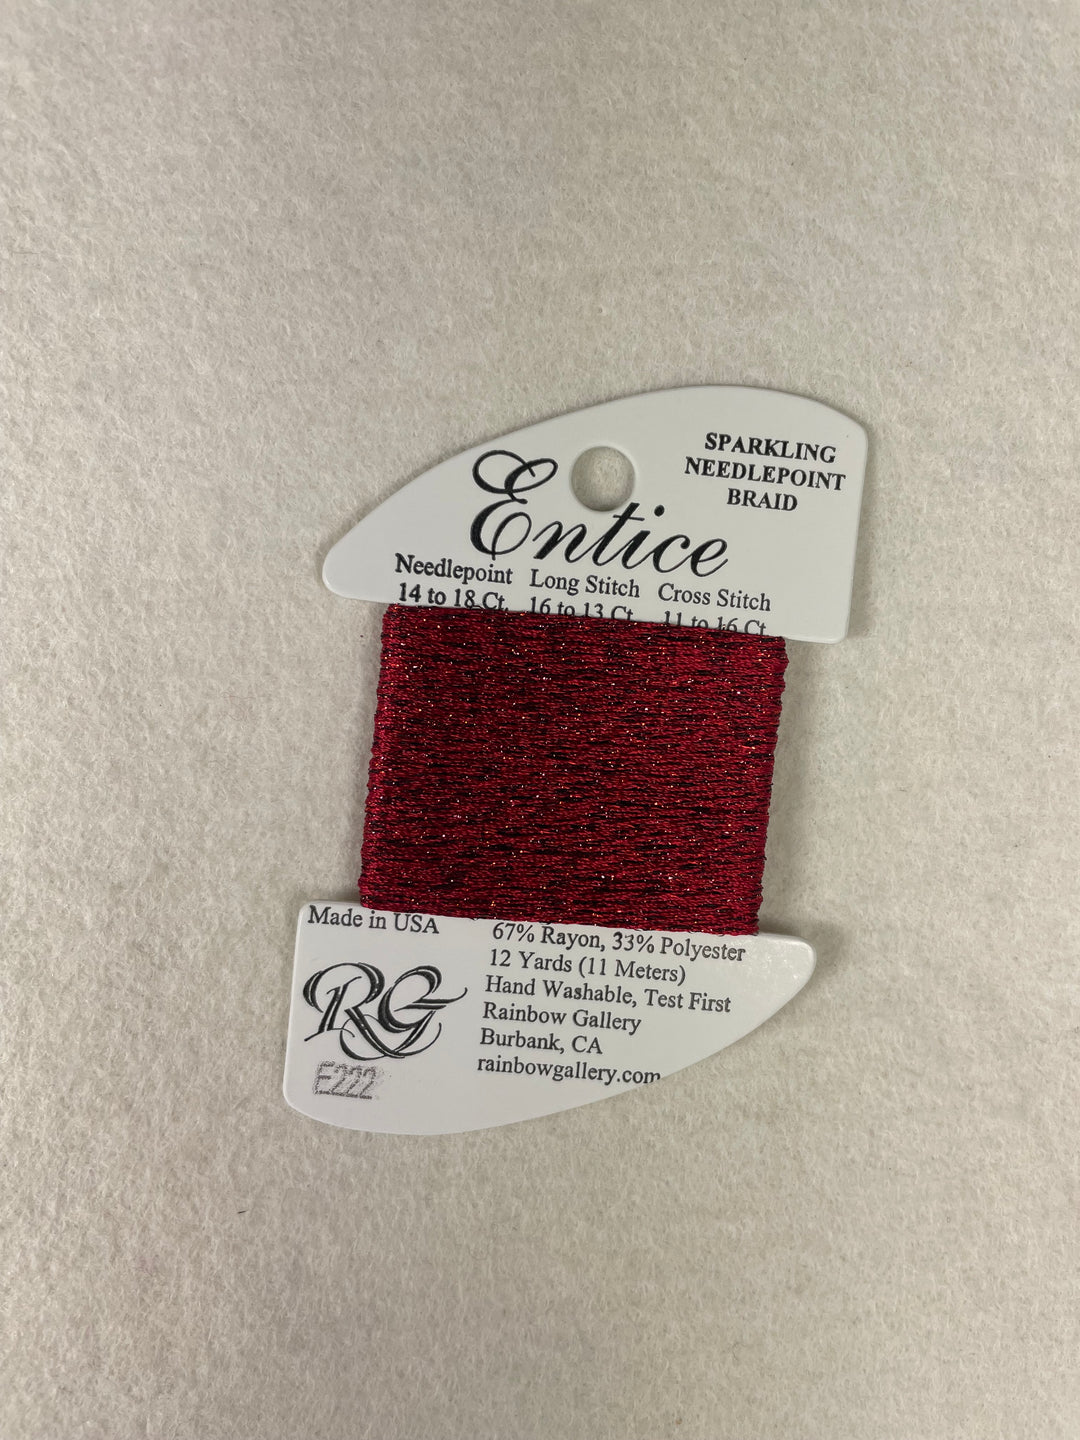 SPARKLING
NEEDLEPOINT
BRAID
Entice
Needlepoint Long Stitch Cross Stitch
14 to 18 Ct. 16 to 13 Ct. 11 to 16 Ct.
Made in USA
67% Rayon, 33% Polyester
12 Yards (11 Meters)
Hand Washable, Test First
Rainbow Gallery
Burbank, CA
rainbowgallery.com
RG
E222